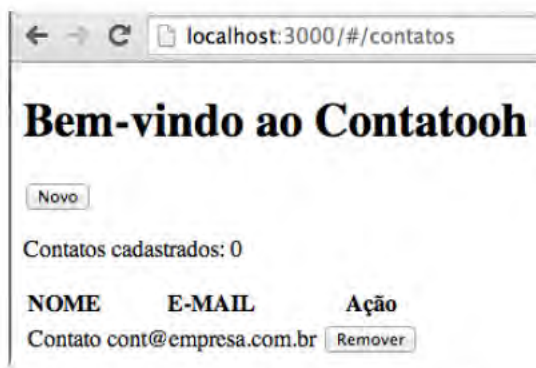 localhost:3000/#/contatos
Bem-vindo ao Contatooh
Novo
Contatos cadastrados: 0
NOME E-MAIL Ação
Contato cont@empresa.com.br Remover